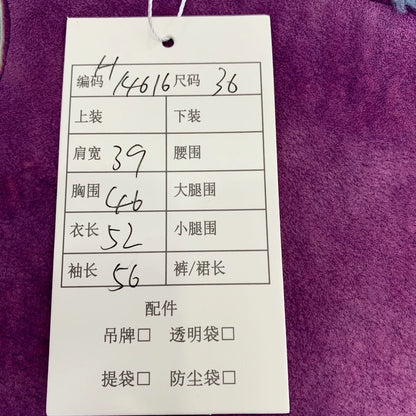 编码 H14616 尺码 36
上装 下装
肩宽 39 腰围
胸围 46 大腿围
衣长 52 小腿围
袖长 56 裤/裙长
配件
吊牌□ 透明袋□
提袋□ 防尘袋□